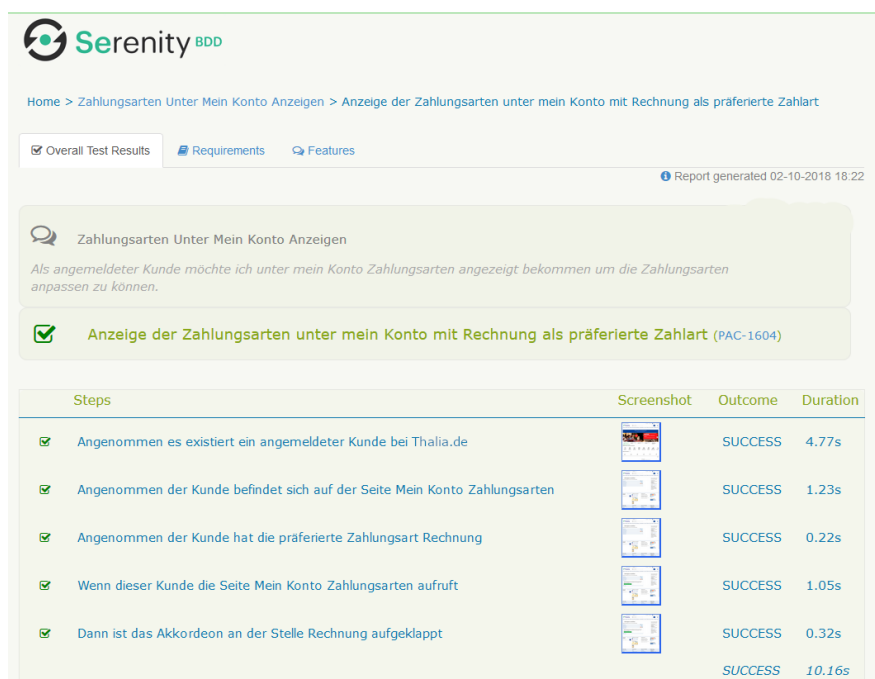 Serenity BDD
Home > Zahlungsarten Unter Mein Konto Anzeigen > Anzeige der Zahlungsarten unter mein Konto mit Rechnung als präferierte Zahlart
Overall Test Results Requirements Features
Report generated 02-10-2018 18:22
Zahlungsarten Unter Mein Konto Anzeigen
Als angemeldeter Kunde möchte ich unter mein Konto Zahlungsarten angezeigt bekommen um die Zahlungsarten
anpassen zu können.
Anzeige der Zahlungsarten unter mein Konto mit Rechnung als präferierte Zahlart (PAC-1604)
Steps Screenshot Outcome Duration
Angenommen es existiert ein angemeldeter Kunde bei Thalia.de SUCCESS 4.77s
Angenommen der Kunde befindet sich auf der Seite Mein Konto Zahlungsarten SUCCESS 1.23s
Angenommen der Kunde hat die präferierte Zahlungsart Rechnung SUCCESS 0.22s
Wenn dieser Kunde die Seite Mein Konto Zahlungsarten aufruft SUCCESS 1.05s
Dann ist das Akkordeon an der Stelle Rechnung aufgeklappt SUCCESS 0.32s
SUCCESS 10.16s